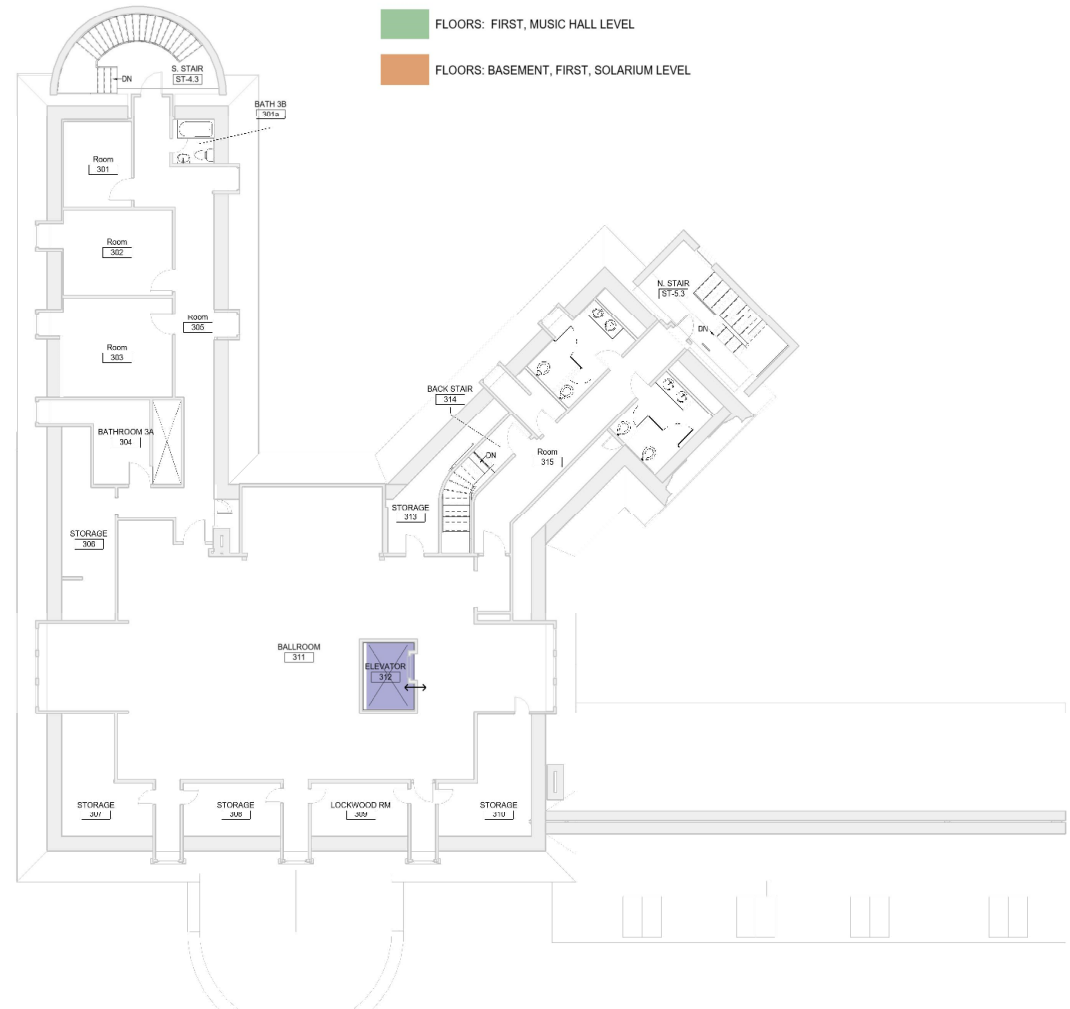 FLOORS: FIRST, MUSIC HALL LEVEL
FLOORS: BASEMENT, FIRST, SOLARIUM LEVEL
S. STAIR
ST-4.3
DN
BATH 3B
301a
Room
301
Room
302
Room
305
Room
303
BATHROOM 3A
304
STORAGE
306
N. STAIR
ST-5.3
DN
BACK STAIR
314
DN
Room
315
STORAGE
313
BALLROOM
311
ELEVATOR
312
STORAGE
307
STORAGE
308
LOCKWOOD RM
309
STORAGE
310